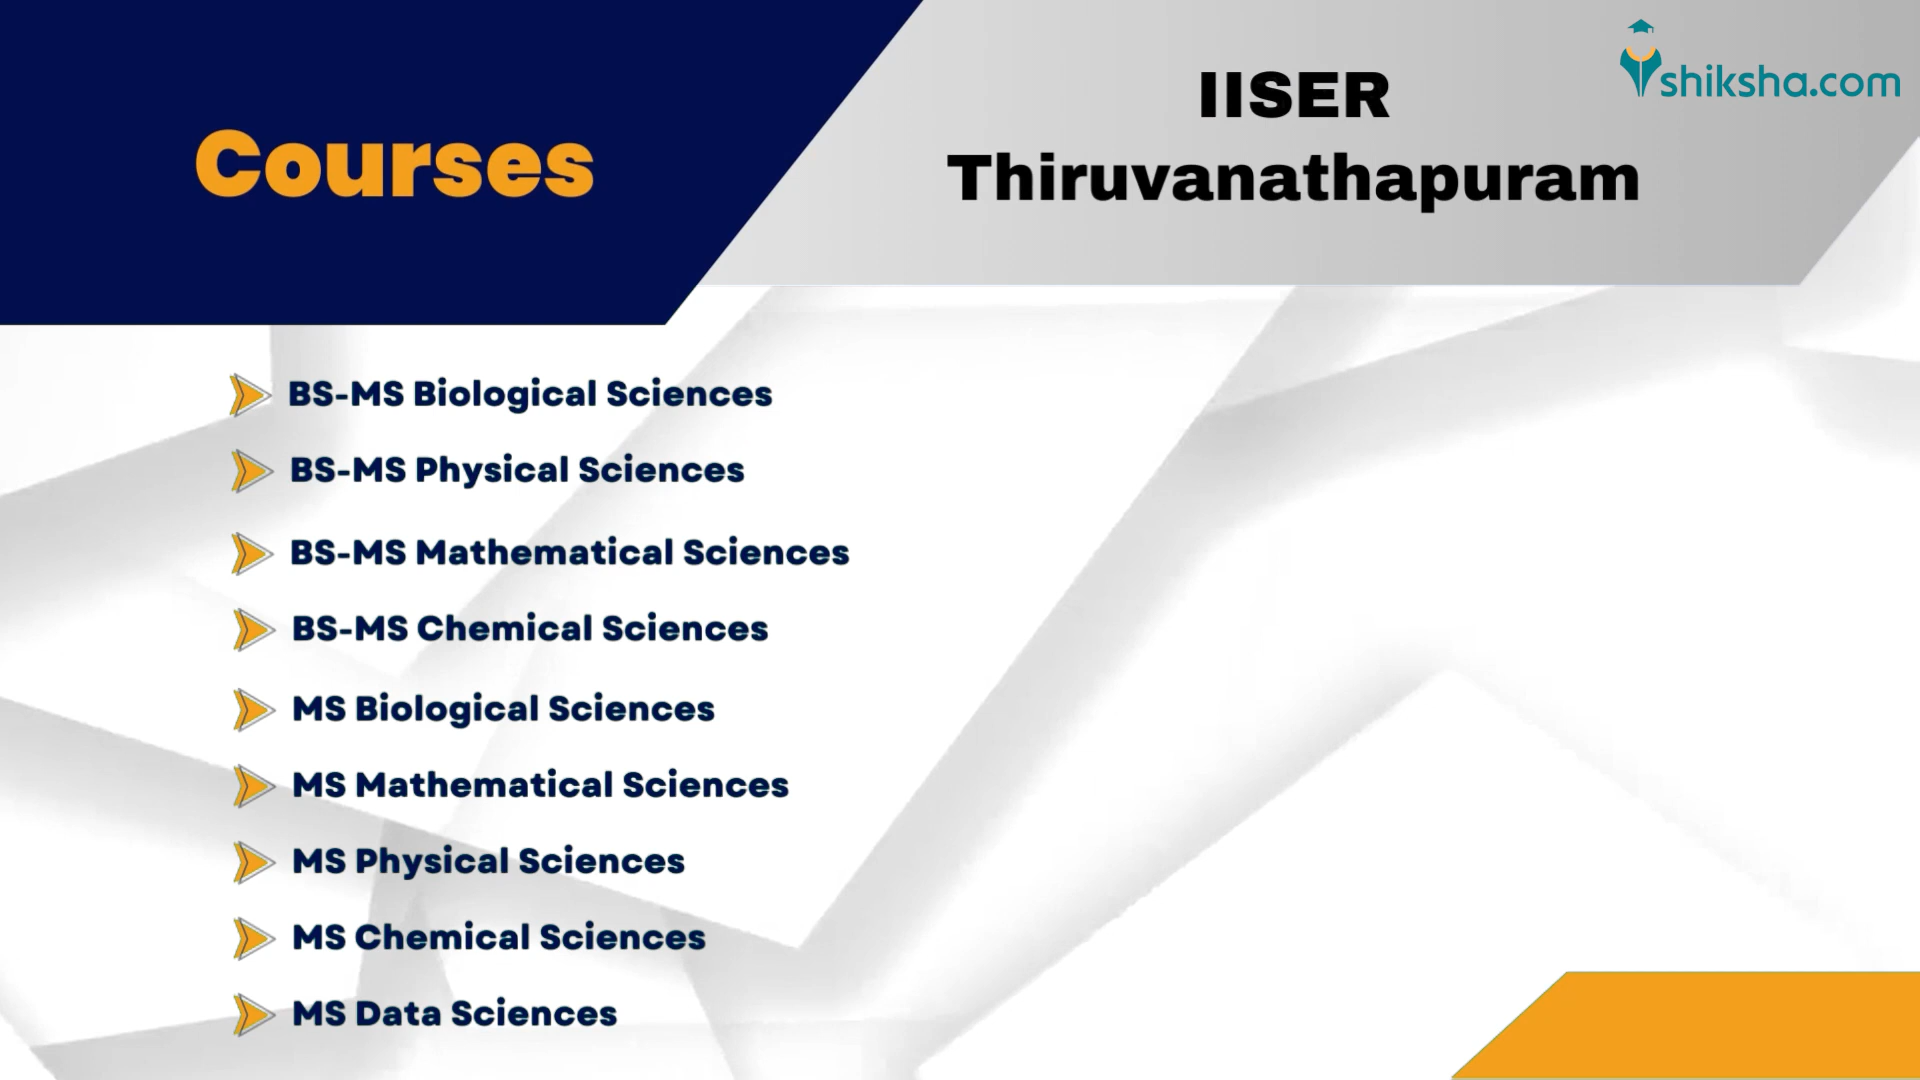 Courses
IISER
Thiruvanathapuram
shiksha.com
BS-MS Biological Sciences
BS-MS Physical Sciences
BS-MS Mathematical Sciences
BS-MS Chemical Sciences
MS Biological Sciences
MS Mathematical Sciences
MS Physical Sciences
MS Chemical Sciences
MS Data Sciences